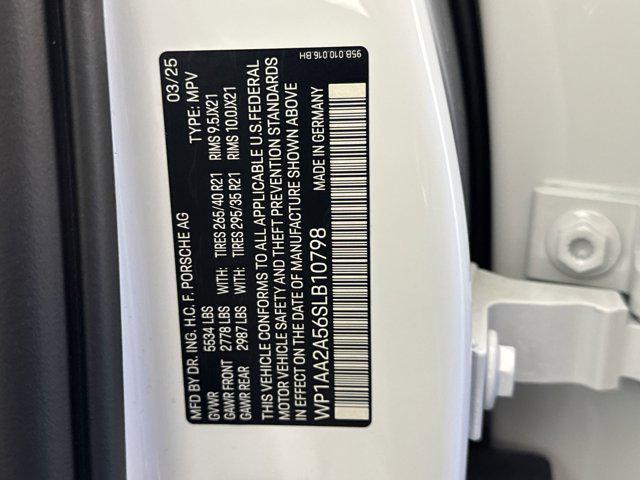 MFD BY DR. ING. H.C. F. PORSCHE AG 03/25
GVWR 5534 LBS TYPE: MPV
GAWR FRONT 2778 LBS WITH: TIRES 265/40 R21 RIMS 9.5JX21
GAWR REAR 2987 LBS WITH: TIRES 295/35 R21 RIMS 10.0JX21
THIS VEHICLE CONFORMS TO ALL APPLICABLE U.S. FEDERAL
MOTOR VEHICLE SAFETY AND THEFT PREVENTION STANDARDS
IN EFFECT ON THE DATE OF MANUFACTURE SHOWN ABOVE
WP1AA2A56SLB10798 MADE IN GERMANY
95B.010.016.BH